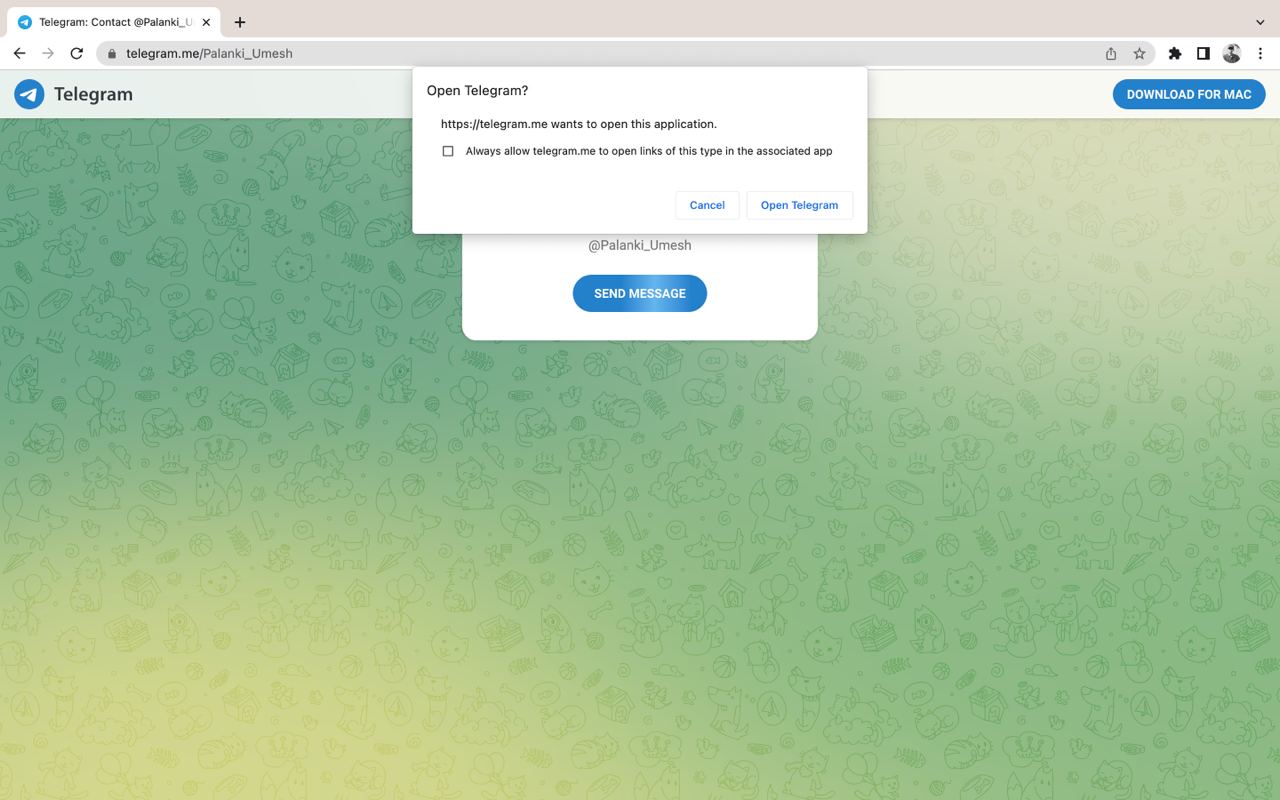 Telegram: Contact @Palanki_U
telegram.me/Palanki_Umesh
Telegram
DOWNLOAD FOR MAC
Open Telegram?
https://telegram.me wants to open this application.
Always allow telegram.me to open links of this type in the associated app
Cancel
Open Telegram
@Palanki_Umesh
SEND MESSAGE